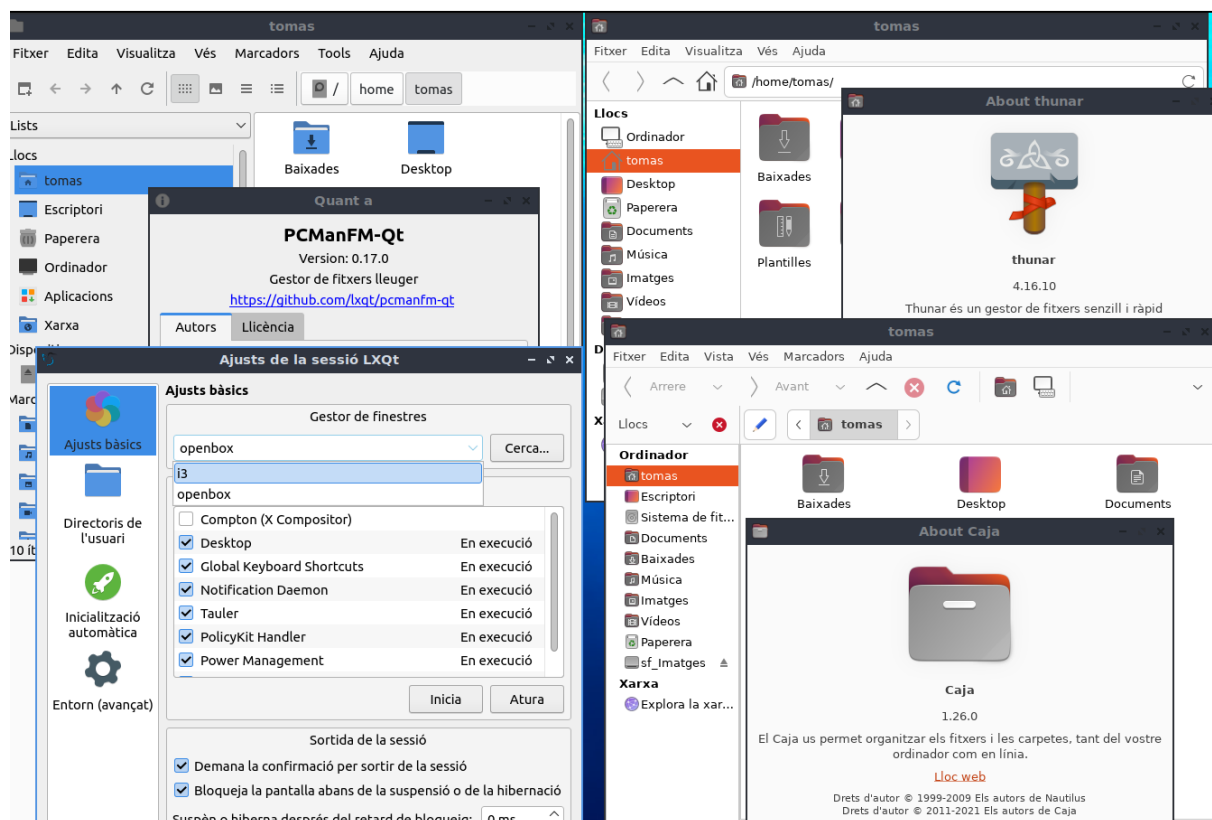 tomas
Fitxer Edita Visualitza Vés Marcadors Tools Ajuda
/ home tomas
Lists
Llocs
tomas
Escriptori
Paperera
Ordinador
Aplicacions
Xarxa
Baixades
Desktop
Quant a
PCManFM-Qt
Version: 0.17.0
Gestor de fitxers lleuger
https://github.com/lxqt/pcmanfm-qt
Autors Llicència
Ajusts de la sessió LXQt
Ajusts bàsics
Directoris de
l'usuari
Inicialització
automàtica
Entorn (avançat)
Ajusts bàsics
Gestor de finestres
openbox
Cerca...
i3
openbox
Compton (X Compositor)
Desktop En execució
Global Keyboard Shortcuts En execució
Notification Daemon En execució
Tauler En execució
PolicyKit Handler En execució
Power Management En execució
Inicia Atura
Sortida de la sessió
Demana la confirmació per sortir de la sessió
Bloqueja la pantalla abans de la suspensió o de la hibernació
Suspèn o hiberna després del retard de bloqueig: 0 ms
tomas
Fitxer Edita Visualitza Vés Ajuda
/home/tomas/
Llocs
Ordinador
tomas
Desktop
Paperera
Documents
Música
Imatges
Vídeos
Baixades
Plantilles
About thunar
thunar
4.16.10
Thunar és un gestor de fitxers senzill i ràpid
tomas
Fitxer Edita Vista Vés Marcadors Ajuda
Arrere Avant
Llocs
tomas
Ordinador
tomas
Escriptori
Sistema de fit...
Documents
Baixades
Música
Imatges
Vídeos
Paperera
sf_Imatges
Xarxa
Explora la xar...
Baixades
Desktop
Documents
About Caja
Caja
1.26.0
El Caja us permet organitzar els fitxers i les carpetes, tant del vostre
ordinador com en línia.
Lloc web
Drets d'autor © 1999-2009 Els autors de Nautilus
Drets d'autor © 2011-2021 Els autors de Caja